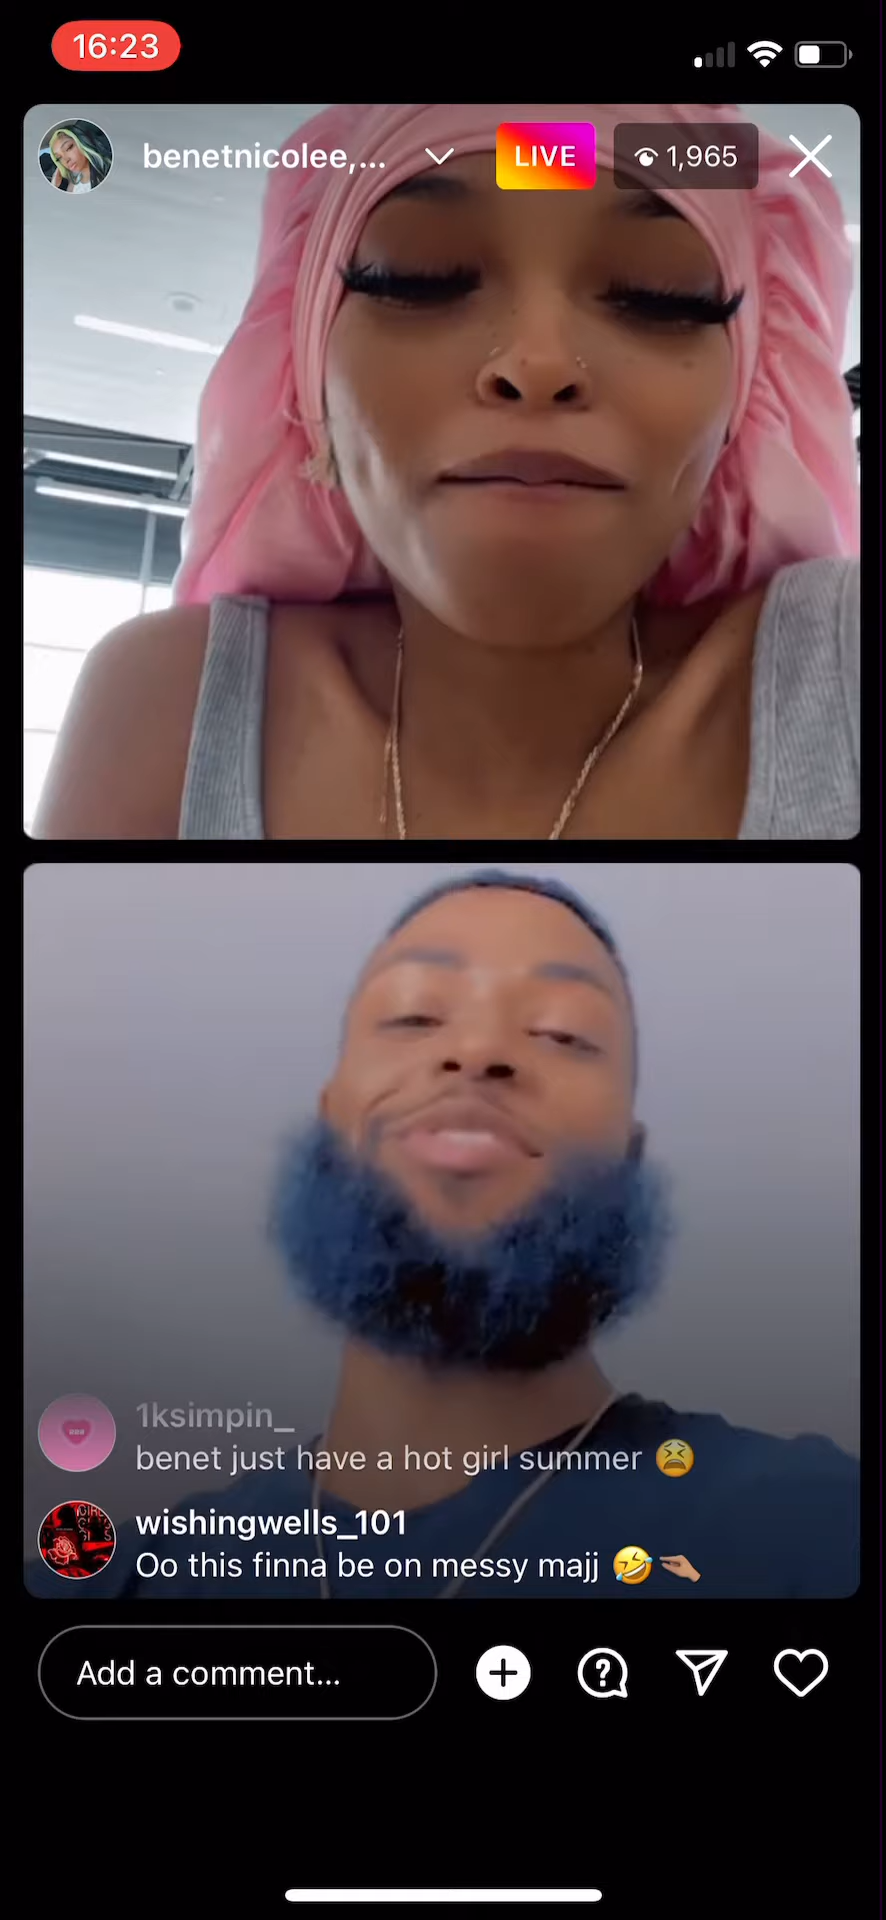 16:23
benetnicolee,...
LIVE
1,965
1ksimpin_
benet just have a hot girl summer 😫
wishingwells_101
Oo this finna be on messy majj 🤣🫴🏼
Add a comment...